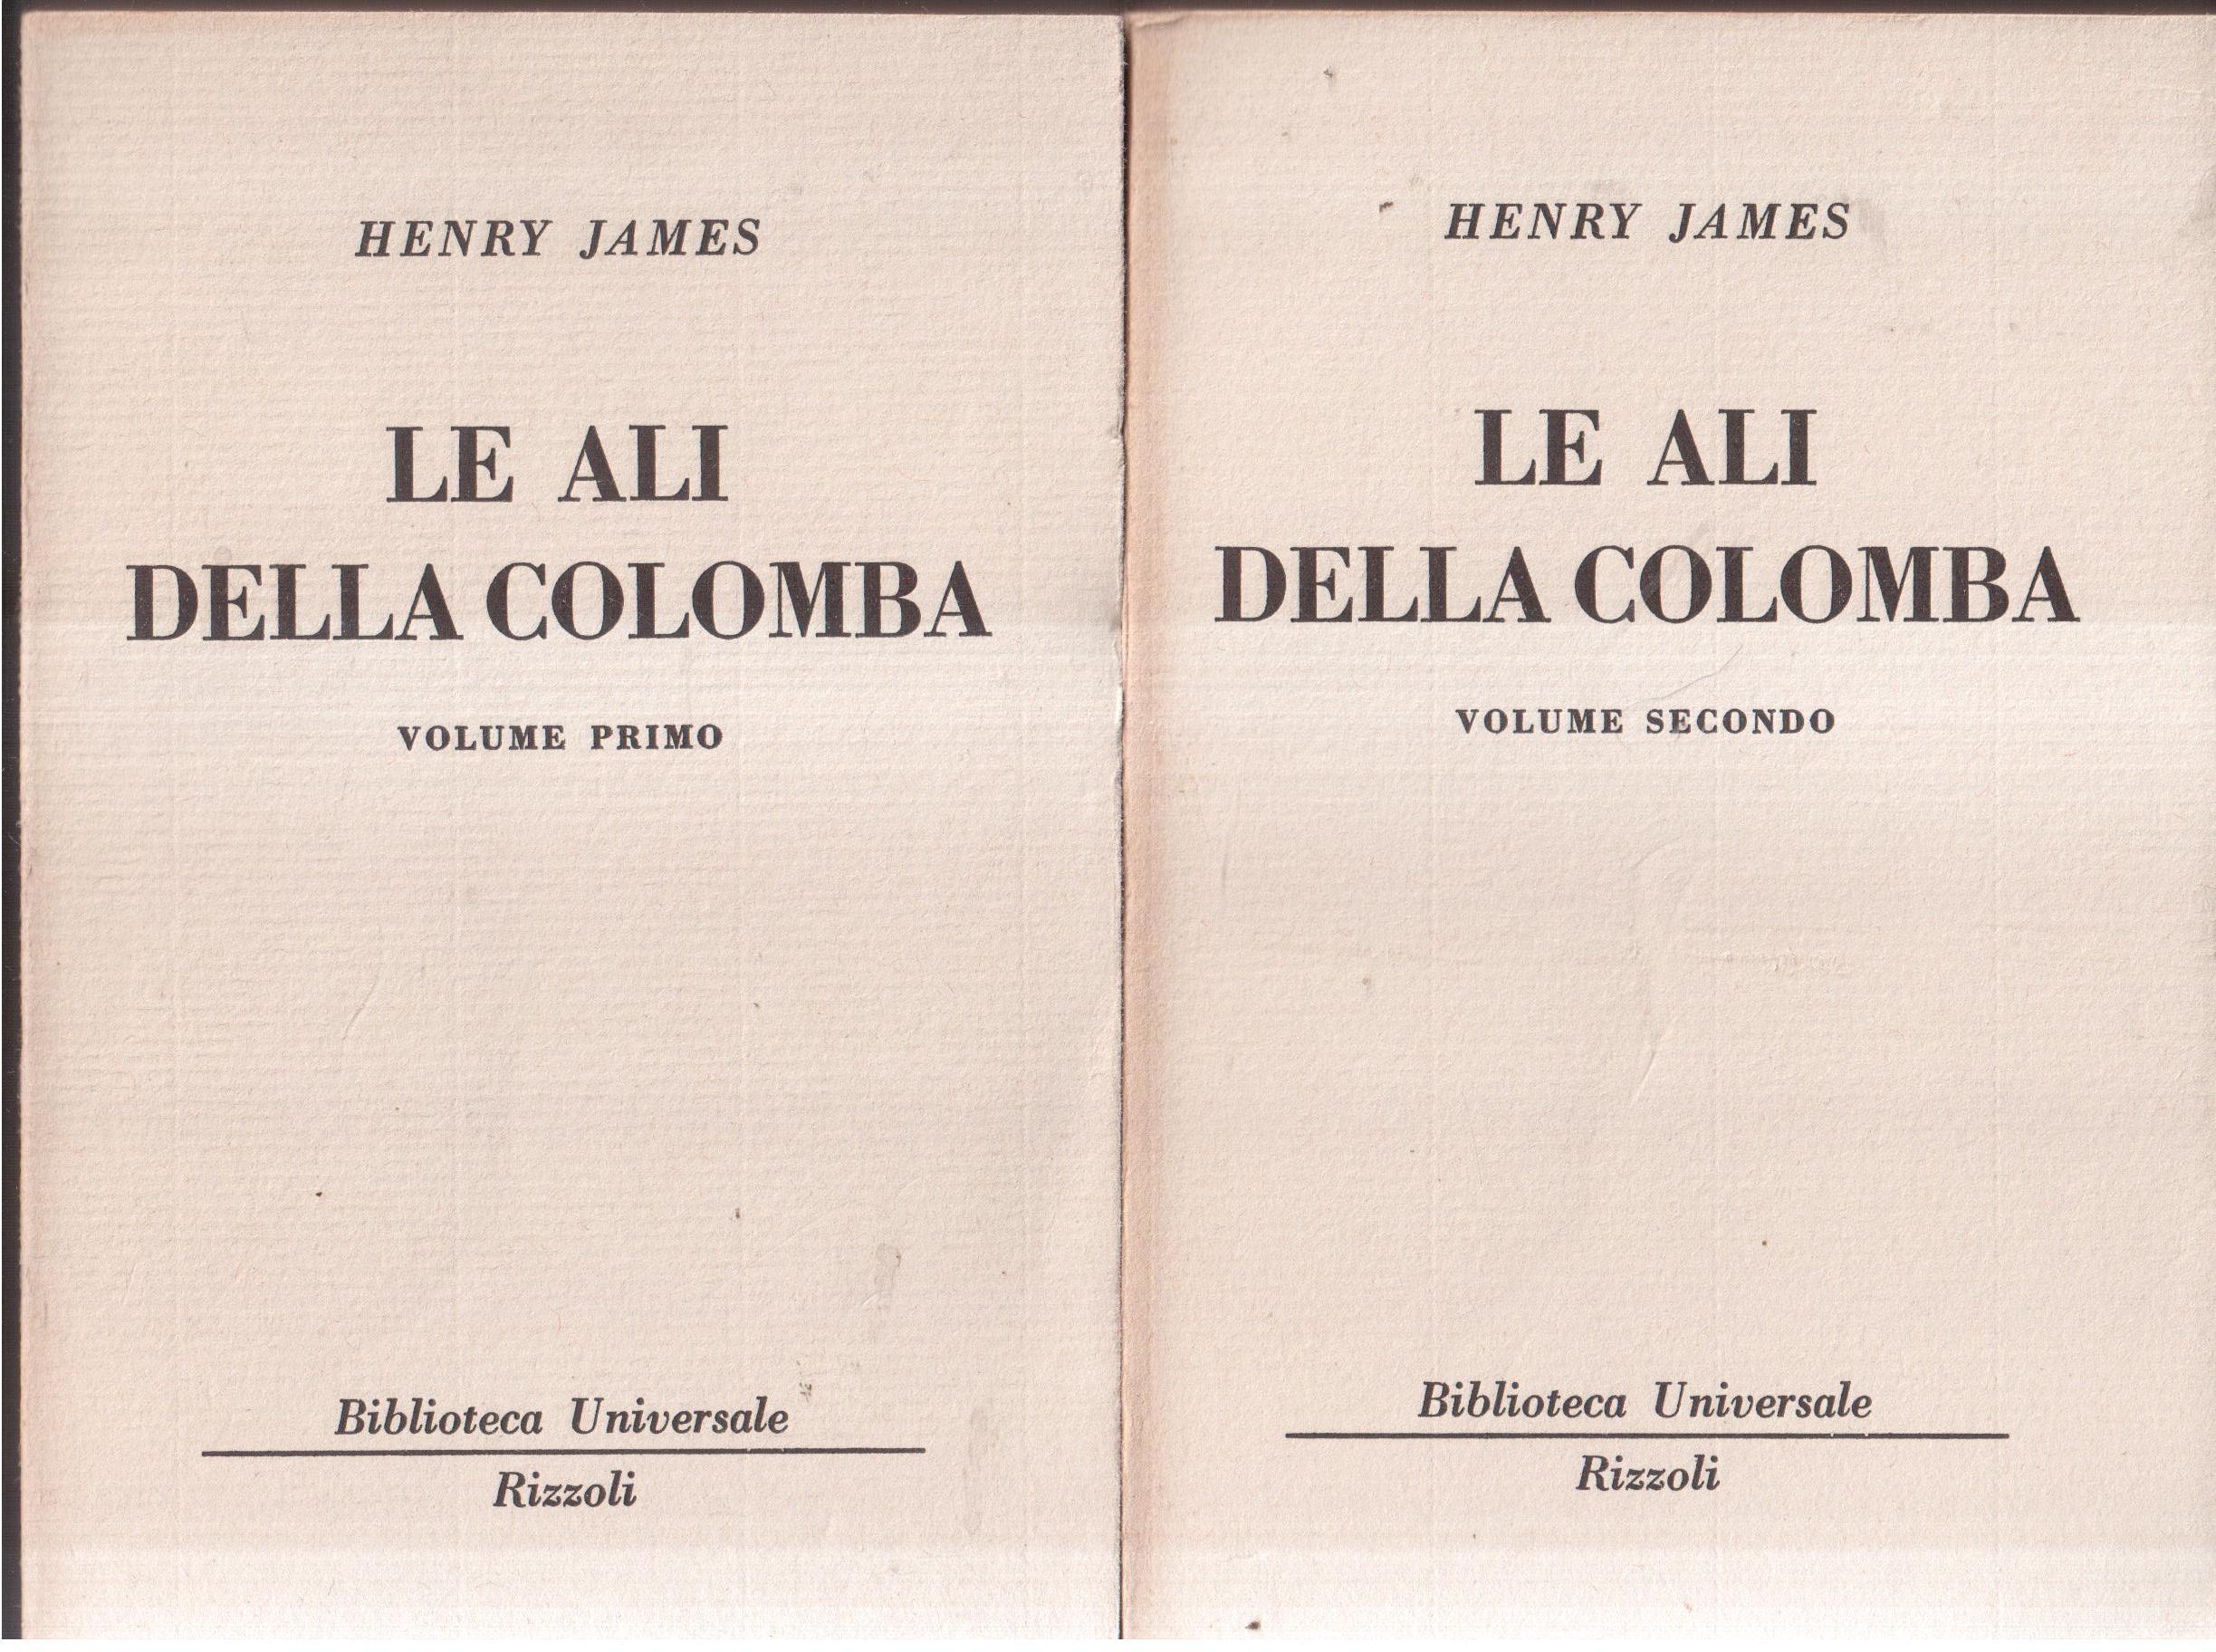 HENRY JAMES
LE ALI
DELLA COLOMBA
VOLUME PRIMO
Biblioteca Universale
Rizzoli
HENRY JAMES
LE ALI
DELLA COLOMBA
VOLUME SECONDO
Biblioteca Universale
Rizzoli